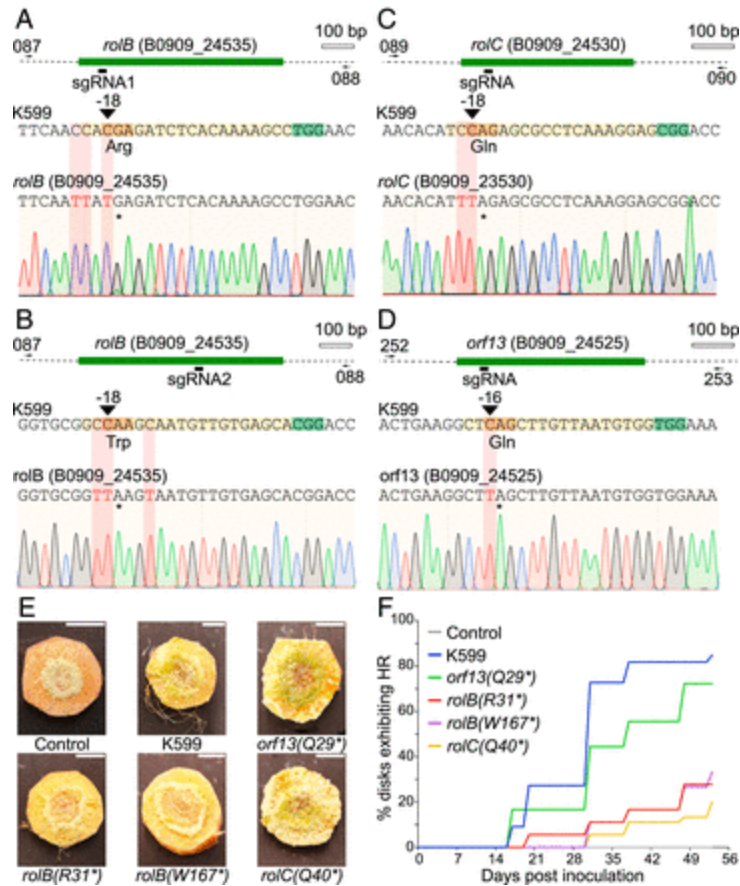 A
rolB (B0909_24535)
100 bp
087
088
sgRNA1
-18
K599
TTCAACCACGAGATCTCACAAAAGCCTGGAAC
Arg
rolB (B0909_24535)
TTCAATTATGAGATCTCACAAAAGCCTGGAAC
*
B
rolB (B0909_24535)
100 bp
087
088
sgRNA2
-18
K599
GGTGCGGCCAAGCAATGTTGTGAGCACGGACC
Trp
rolB (B0909_24535)
GGTGCGGTTAAGTAATGTTGTGAGCACGGACC
*
C
rolC (B0909_24530)
100 bp
089
090
sgRNA
-18
K599
AACACATCCAGAGCGCCTCAAAGGAGCGGACC
Gln
rolC (B0909_23530)
AACACATTTAGAGCGCCTCAAAGGAGCGGACC
*
D
orf13 (B0909_24525)
100 bp
252
253
sgRNA
-16
K599
ACTGAAGGCTCAGCTTGTTAATGTGGTGGAAA
Gln
orf13 (B0909_24525)
ACTGAAGGCTTAGCTTGTTAATGTGGTGGAAA
*
E
Control
K599
orf13(Q29*)
rolB(R31*)
rolB(W167*)
rolC(Q40*)
F
% disks exhibiting HR
100
80
60
40
20
0
Control
K599
orf13(Q29*)
rolB(R31*)
rolB(W167*)
rolC(Q40*)
0 7 14 21 28 35 42 49 56
Days post inoculation